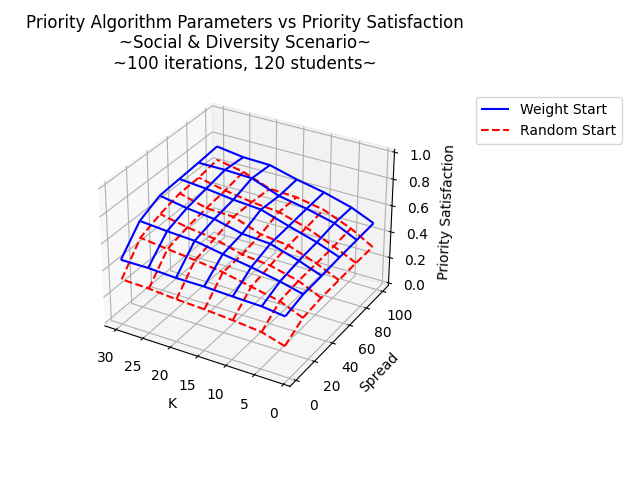 Priority Algorithm Parameters vs Priority Satisfaction
~Social & Diversity Scenario~
~100 iterations, 120 students~
Weight Start
Random Start
1.0
0.8
0.6
0.4
0.2
0.0
Priority Satisfaction
100
80
60
40
20
0
Spread
30
25
20
15
10
5
0
K